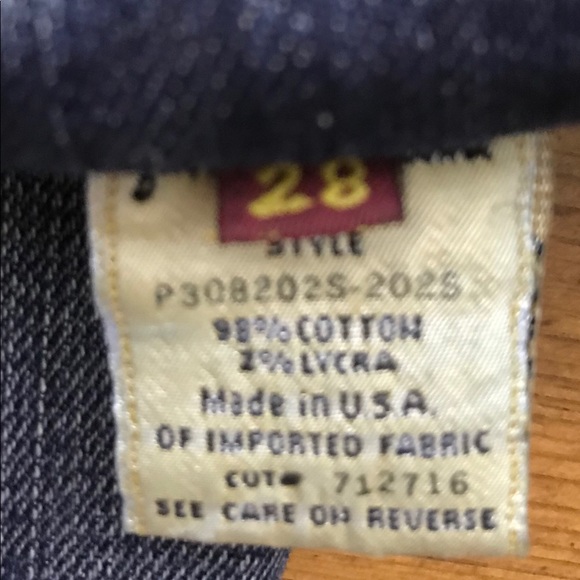 28
STYLE
P308202S-202S
98% COTTON
2% LYCRA
Made in U.S.A.
OF IMPORTED FABRIC
CUT# 712716
SEE CARE ON REVERSE